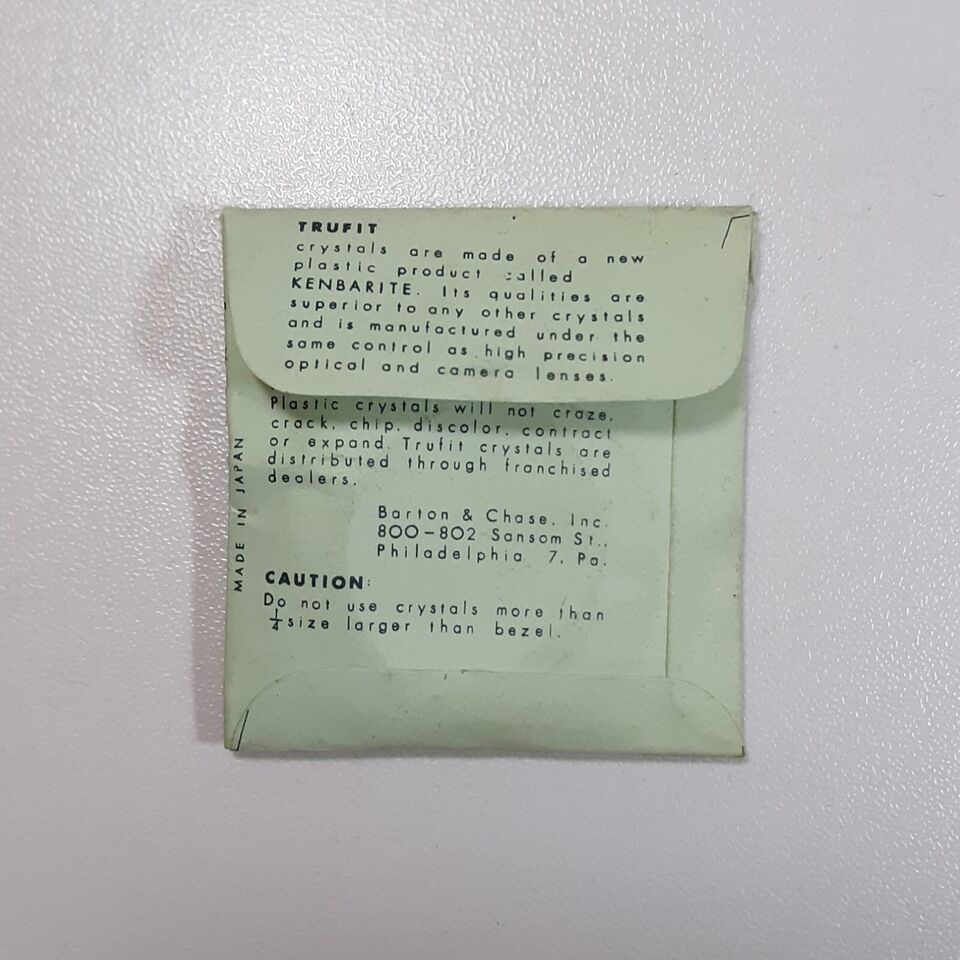 TRUFIT
crystals are made of a new
plastic product called
KENBARITE. Its qualities are
superior to any other crystals
and is manufactured under the
same control as high precision
optical and camera lenses.
Plastic crystals will not craze,
crack, chip, discolor, contract
or expand. Trufit crystals are
distributed through franchised
dealers.
Barton & Chase, Inc.
800-802 Sansom St.,
Philadelphia 7, Pa.
CAUTION:
Do not use crystals more than
¼ size larger than bezel.
MADE IN JAPAN